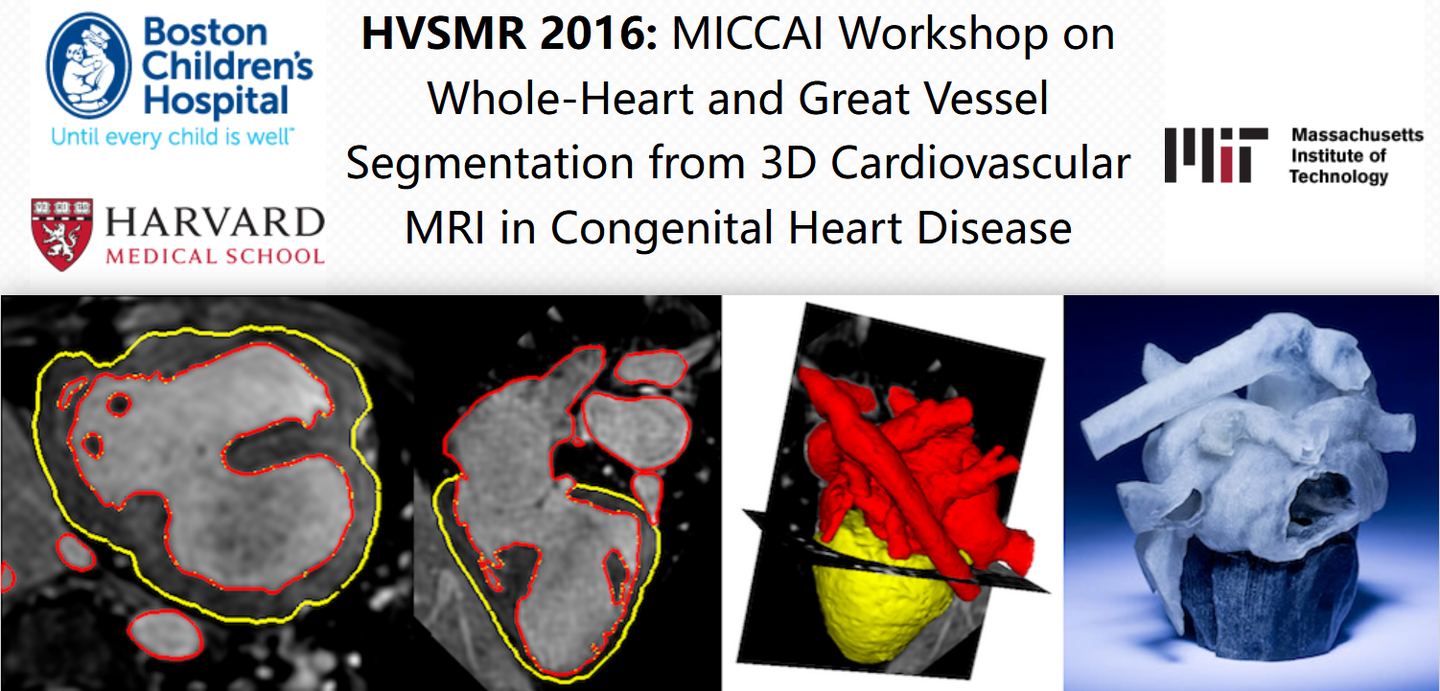 Boston
Children's
Hospital
Until every child is well™
HARVARD
MEDICAL SCHOOL
HVSMR 2016: MICCAI Workshop on
Whole-Heart and Great Vessel
Segmentation from 3D Cardiovascular
MRI in Congenital Heart Disease
MIT
Massachusetts
Institute of
Technology